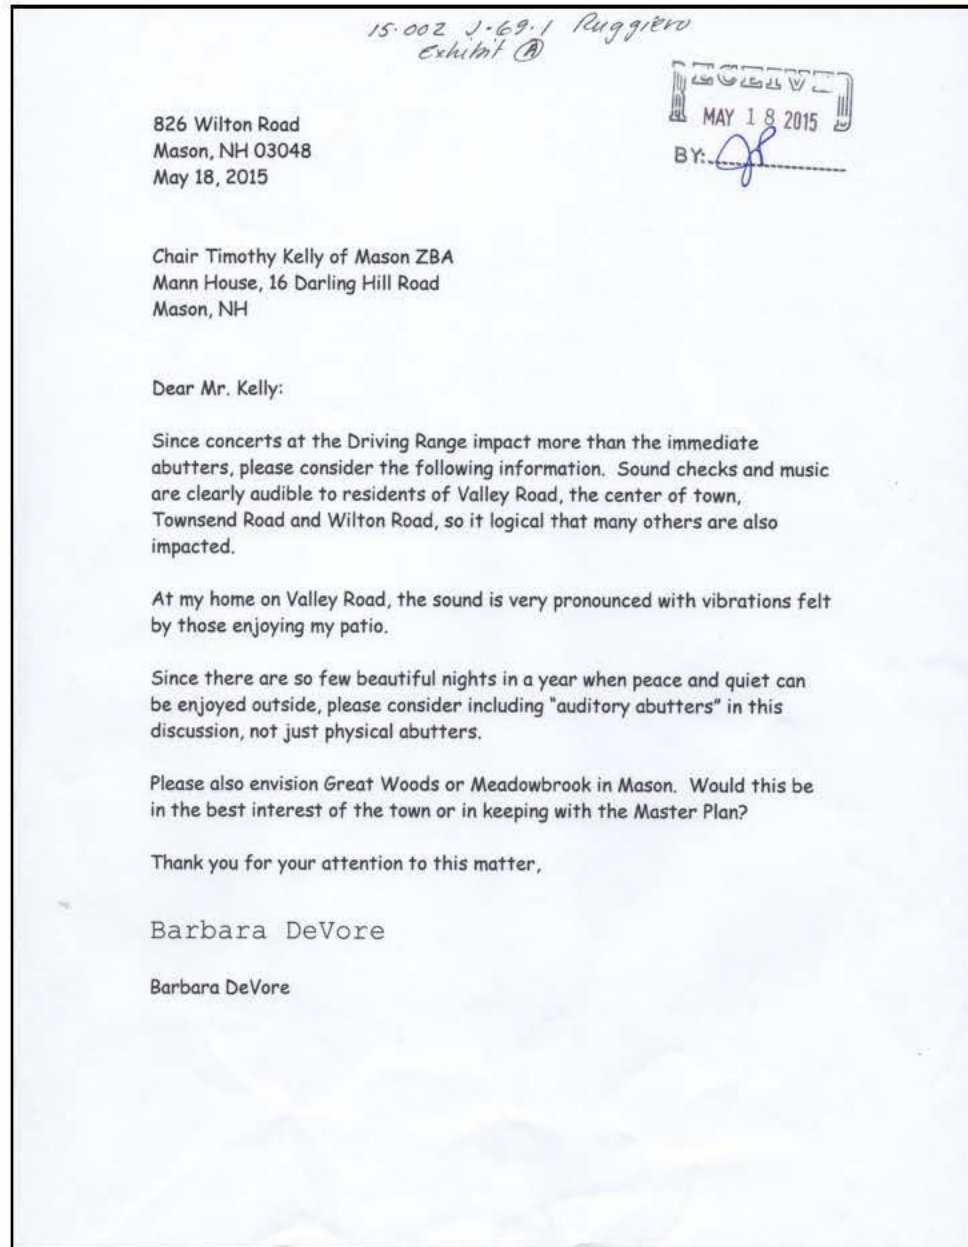 15.002 J.69.1 Ruggiero
Exhibit A
RECEIVED
MAY 18 2015
BY:
826 Wilton Road
Mason, NH 03048
May 18, 2015
Chair Timothy Kelly of Mason ZBA
Mann House, 16 Darling Hill Road
Mason, NH
Dear Mr. Kelly:
Since concerts at the Driving Range impact more than the immediate
abutters, please consider the following information. Sound checks and music
are clearly audible to residents of Valley Road, the center of town,
Townsend Road and Wilton Road, so it logical that many others are also
impacted.
At my home on Valley Road, the sound is very pronounced with vibrations felt
by those enjoying my patio.
Since there are so few beautiful nights in a year when peace and quiet can
be enjoyed outside, please consider including “auditory abutters” in this
discussion, not just physical abutters.
Please also envision Great Woods or Meadowbrook in Mason. Would this be
in the best interest of the town or in keeping with the Master Plan?
Thank you for your attention to this matter,
Barbara DeVore
Barbara DeVore